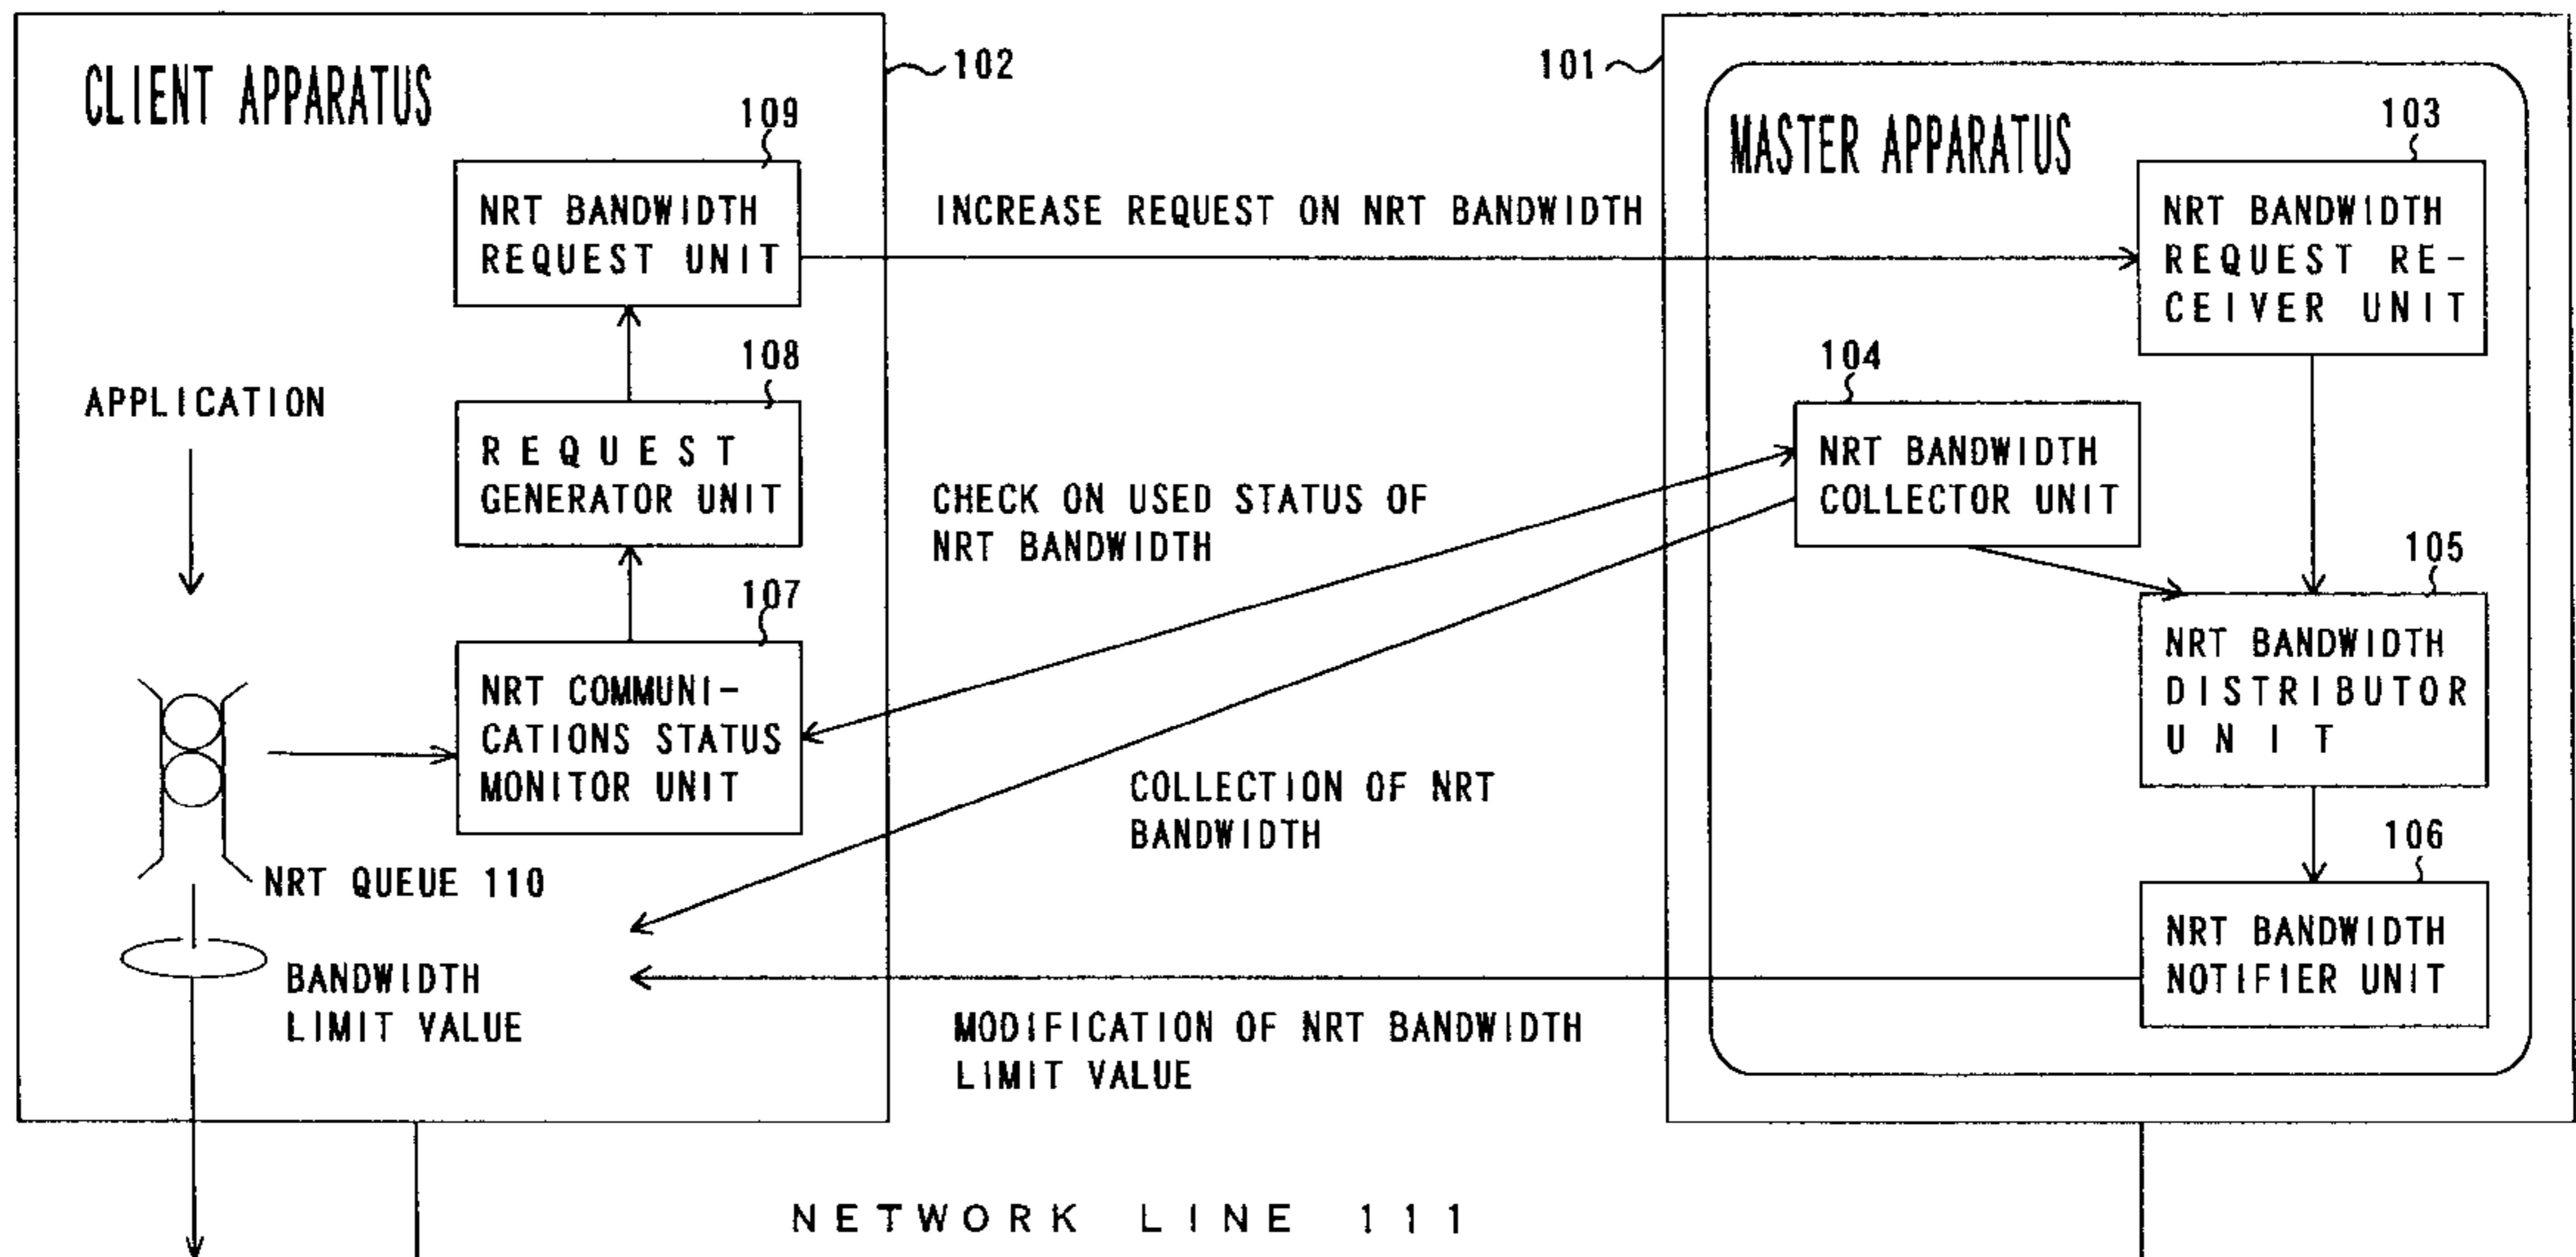 CLIENT APPARATUS
102
109
NRT BANDWIDTH
REQUEST UNIT
108
APPLICATION
REQUEST
GENERATOR UNIT
107
NRT COMMUNI-
CATIONS STATUS
MONITOR UNIT
NRT QUEUE 110
BANDWIDTH
LIMIT VALUE
INCREASE REQUEST ON NRT BANDWIDTH
CHECK ON USED STATUS OF
NRT BANDWIDTH
COLLECTION OF NRT
BANDWIDTH
MODIFICATION OF NRT BANDWIDTH
LIMIT VALUE
101
MASTER APPARATUS
103
NRT BANDWIDTH
REQUEST RE-
CEIVER UNIT
104
NRT BANDWIDTH
COLLECTOR UNIT
105
NRT BANDWIDTH
DISTRIBUTOR
UNIT
106
NRT BANDWIDTH
NOTIFIER UNIT
NETWORK LINE 111